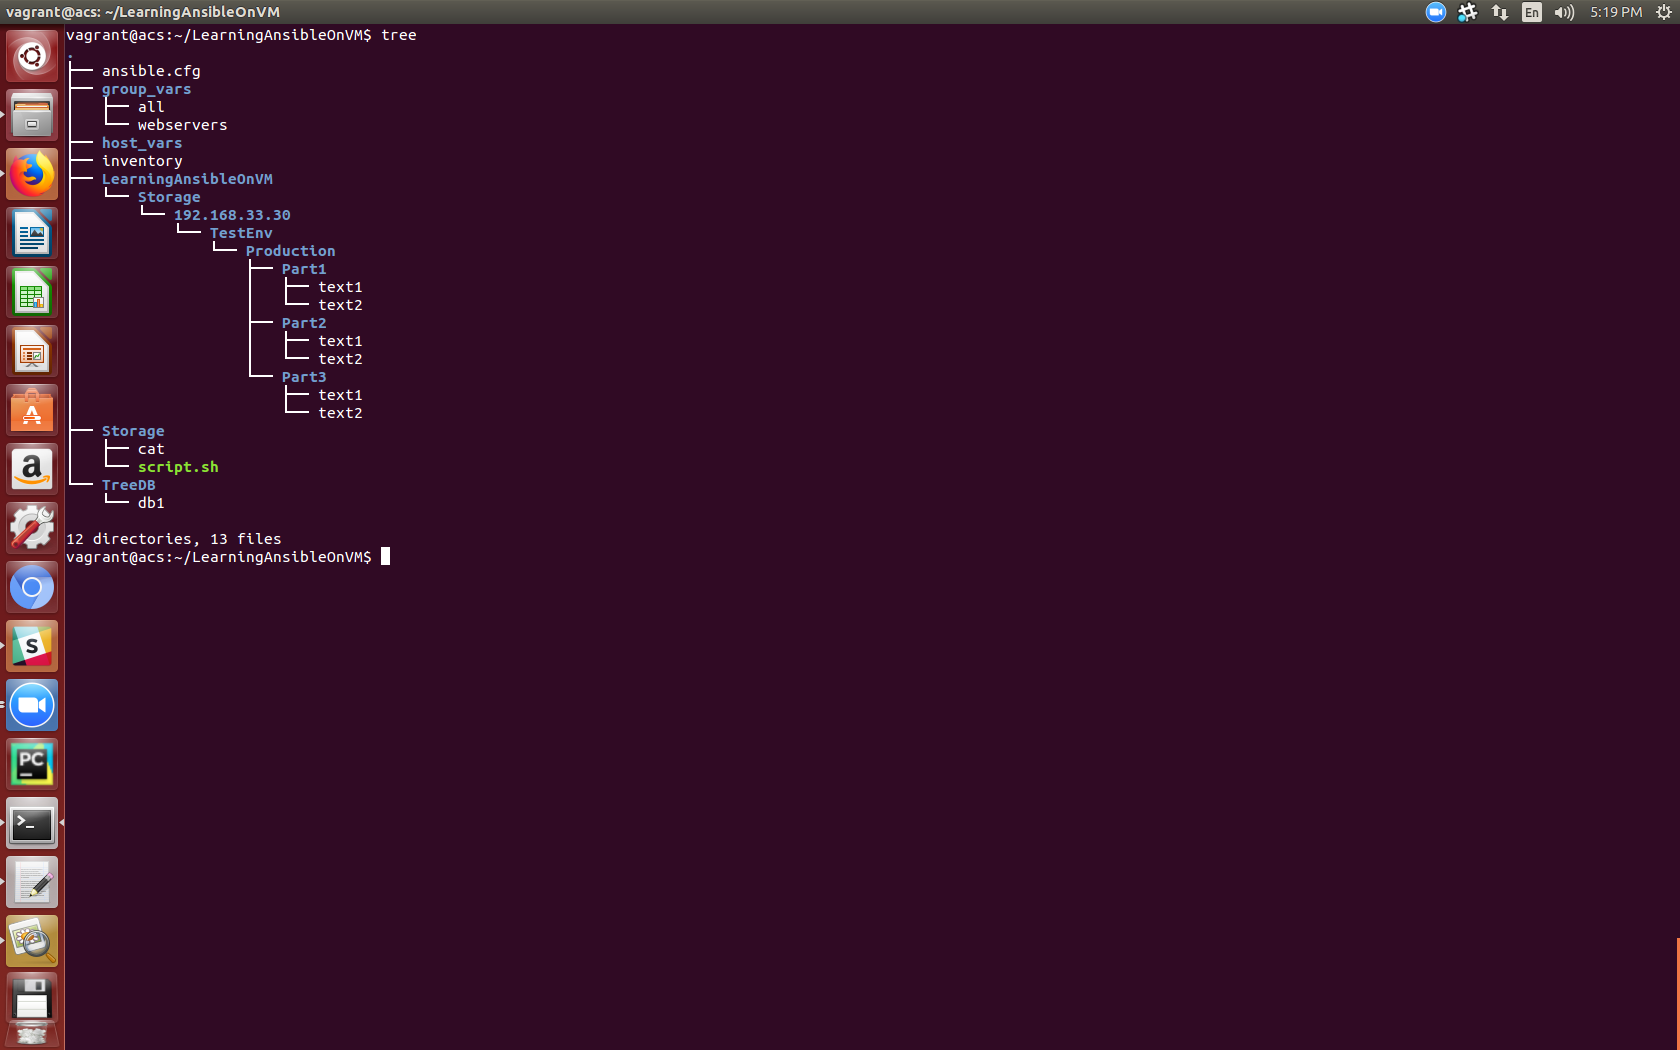 vagrant@acs: ~/LearningAnsibleOnVM
En
5:19 PM
vagrant@acs:~/LearningAnsibleOnVM$ tree
.
├── ansible.cfg
├── group_vars
│   ├── all
│   └── webservers
├── host_vars
├── inventory
├── LearningAnsibleOnVM
│   └── Storage
│       └── 192.168.33.30
│           └── TestEnv
│               └── Production
│                   ├── Part1
│                   │   ├── text1
│                   │   └── text2
│                   ├── Part2
│                   │   ├── text1
│                   │   └── text2
│                   └── Part3
│                       ├── text1
│                       └── text2
├── Storage
│   ├── cat
│   └── script.sh
└── TreeDB
    └── db1
12 directories, 13 files
vagrant@acs:~/LearningAnsibleOnVM$
A
a
S
PC
>_